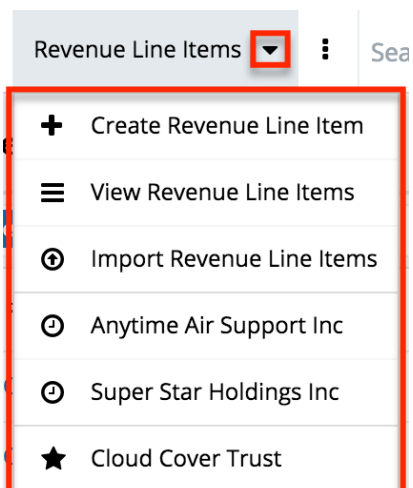 Revenue Line Items
Sea
Create Revenue Line Item
View Revenue Line Items
Import Revenue Line Items
Anytime Air Support Inc
Super Star Holdings Inc
Cloud Cover Trust